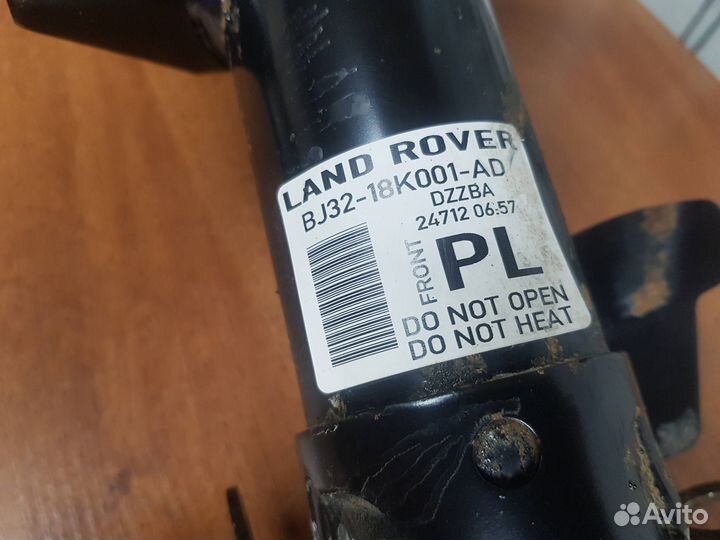 LAND ROVER
BJ32-18K001-AD
DZZBA
24712 06:57
FRONT
PL
DO NOT OPEN
DO NOT HEAT
Avito